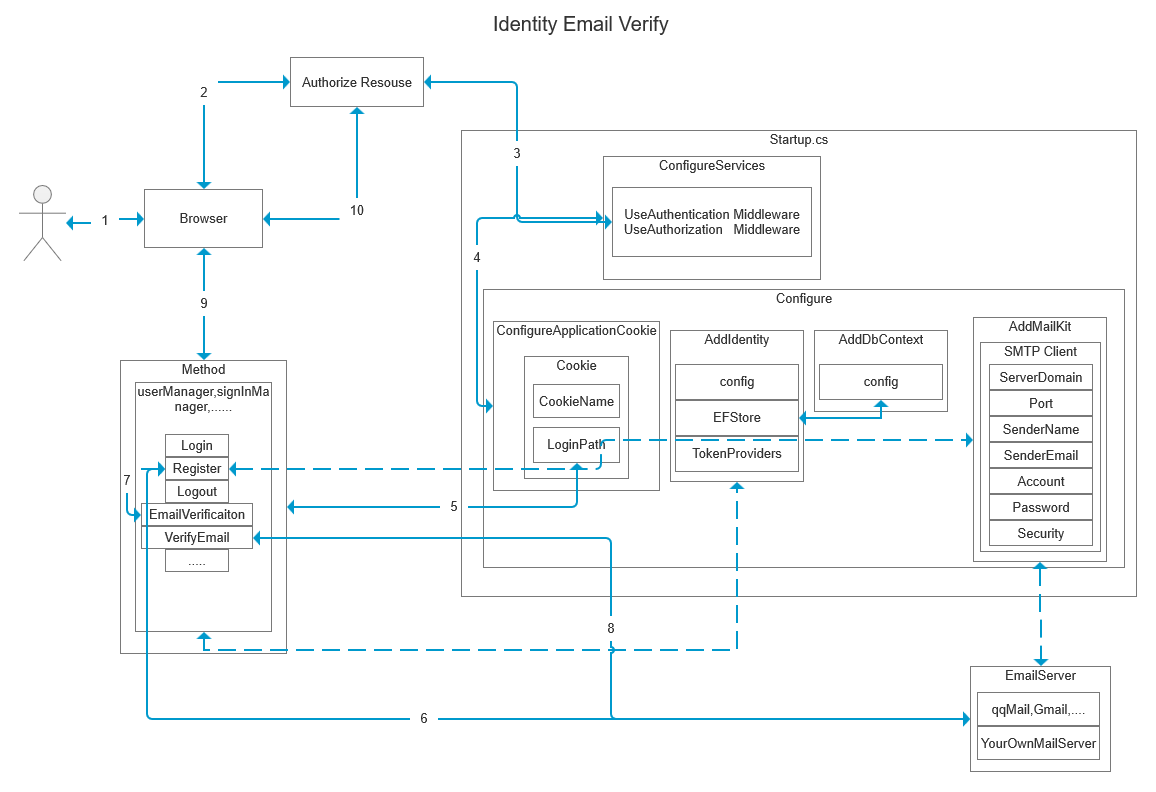 Identity Email Verify
Authorize Resouse
2
3
Startup.cs
ConfigureServices
UseAuthentication Middleware
UseAuthorization Middleware
1
Browser
10
4
9
Configure
ConfigureApplicationCookie
Cookie
CookieName
LoginPath
AddIdentity
config
EFStore
TokenProviders
AddDbContext
config
AddMailKit
SMTP Client
ServerDomain
Port
SenderName
SenderEmail
Account
Password
Security
Method
userManager,signInMa
nager,......
Login
Register
Logout
EmailVerificaiton
VerifyEmail
.....
7
5
8
6
EmailServer
qqMail,Gmail,....
YourOwnMailServer